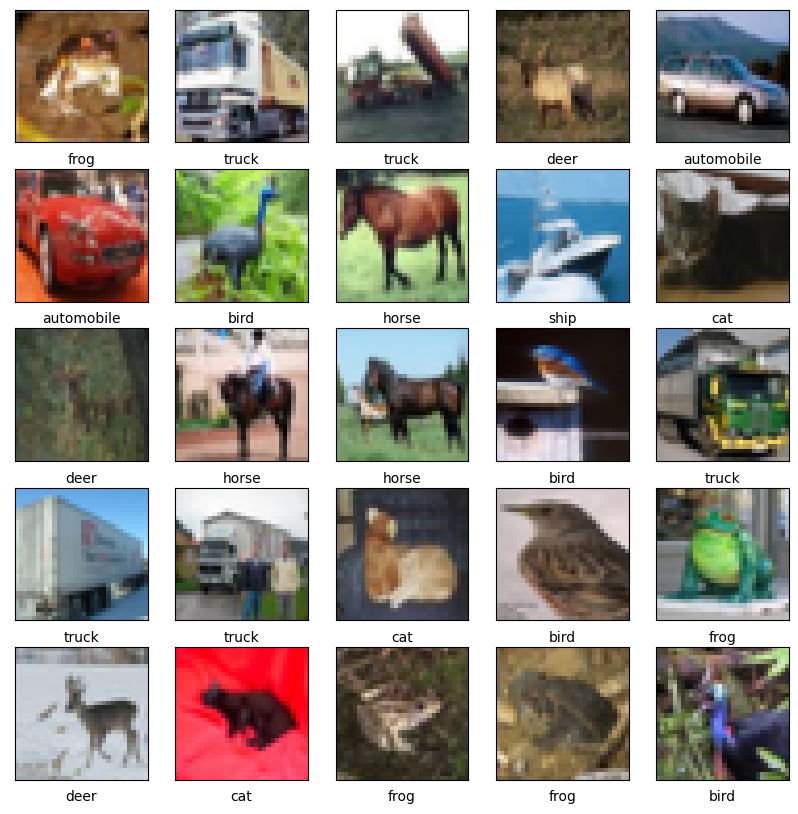 frog truck truck deer automobile
automobile bird horse ship cat
deer horse horse bird truck
truck truck cat bird frog
deer cat frog frog bird